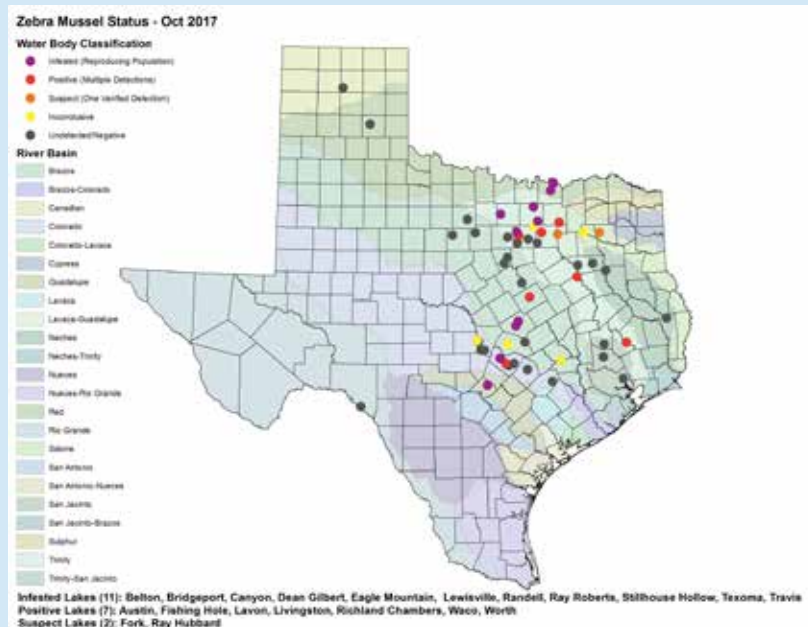 Zebra Mussel Status - Oct 2017
Water Body Classification
Infested (Reproducing Population)
Positive (Multiple Detections)
Suspect (One Verified Detection)
Inconclusive
Undetected/Negative
River Basin
Brazos
Brazos-Colorado
Canadian
Colorado
Colorado-Lavaca
Cypress
Guadalupe
Lavaca
Lavaca-Guadalupe
Neches
Neches-Trinity
Nueces
Nueces-Rio Grande
Red
Rio Grande
Sabine
San Antonio
San Antonio-Nueces
San Jacinto
San Jacinto-Brazos
Sulphur
Trinity
Trinity-San Jacinto
Infested Lakes (11): Belton, Bridgeport, Canyon, Dean Gilbert, Eagle Mountain, Lewisville, Randell, Ray Roberts, Stillhouse Hollow, Texoma, Travis
Positive Lakes (7): Austin, Fishing Hole, Lavon, Livingston, Richland Chambers, Waco, Worth
Suspect Lakes (2): Fork, Ray Hubbard